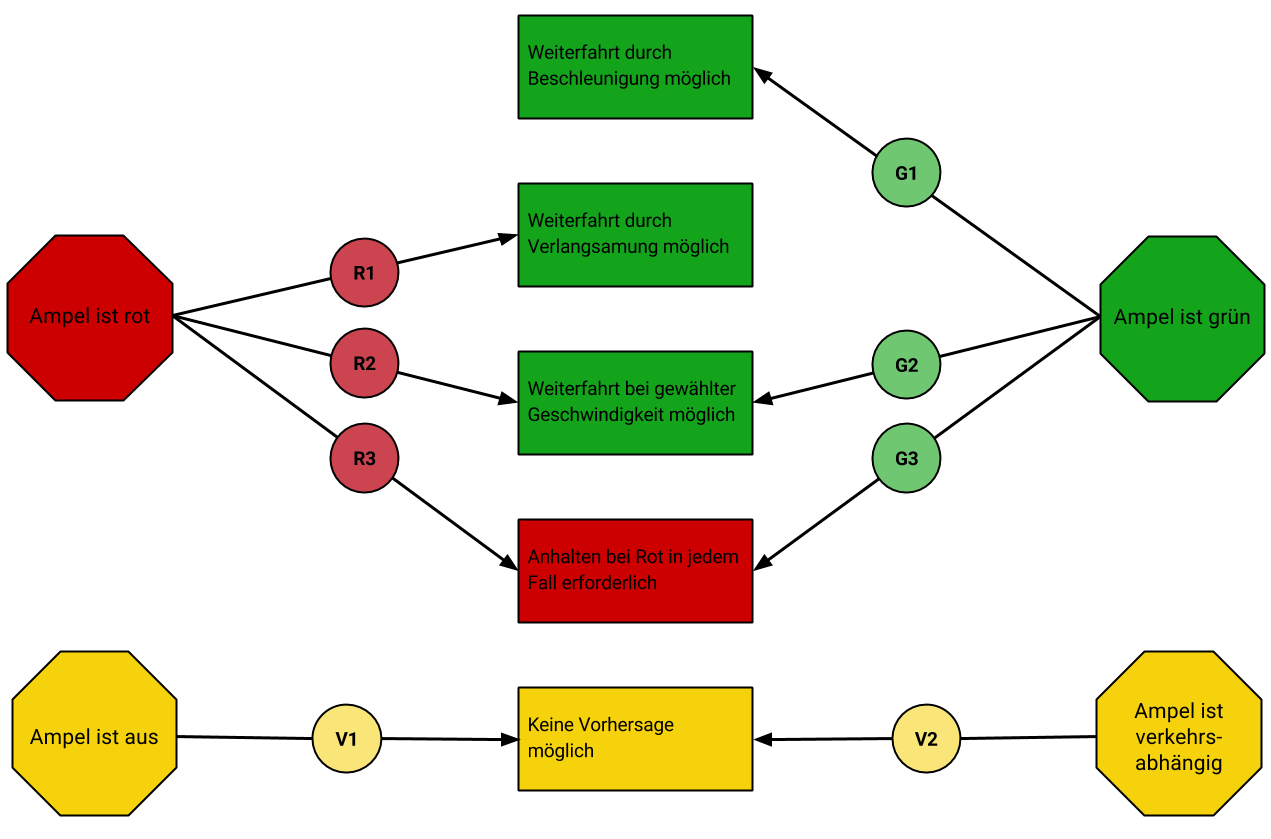 Weiterfahrt durch
Beschleunigung möglich
G1
Weiterfahrt durch
Verlangsamung möglich
R1
Ampel ist rot
Ampel ist grün
R2
G2
Weiterfahrt bei gewählter
Geschwindigkeit möglich
R3
G3
Anhalten bei Rot in jedem
Fall erforderlich
Ampel ist aus
V1
Keine Vorhersage
möglich
V2
Ampel ist
verkehrs-
abhängig